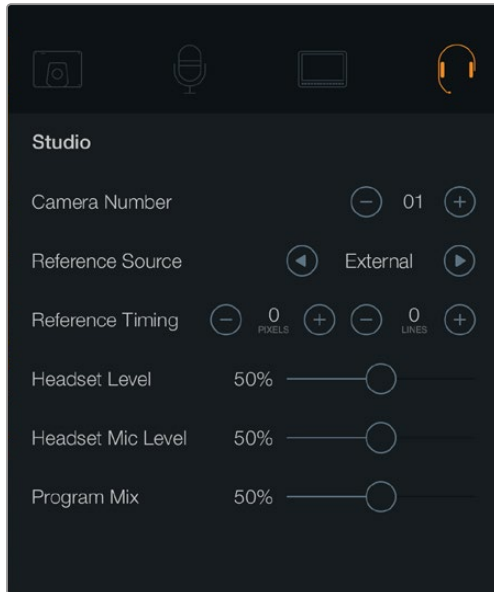 Studio
Camera Number 01
Reference Source External
Reference Timing 0 PIXELS 0 LINES
Headset Level 50%
Headset Mic Level 50%
Program Mix 50%